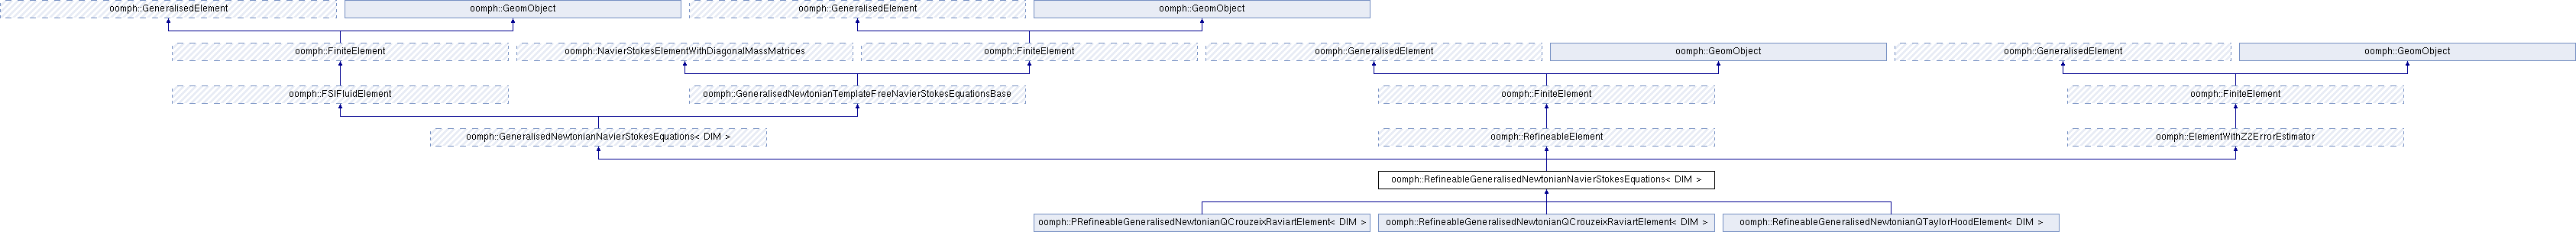 oomph::GeneralisedElement
oomph::GeomObject
oomph::GeneralisedElement
oomph::GeomObject
oomph::FiniteElement
oomph::NavierStokesElementWithDiagonalMassMatrices
oomph::FiniteElement
oomph::GeneralisedElement
oomph::GeomObject
oomph::GeneralisedElement
oomph::GeomObject
oomph::FSIFluidElement
oomph::GeneralisedNewtonianTemplateFreeNavierStokesEquationsBase
oomph::FiniteElement
oomph::FiniteElement
oomph::GeneralisedNewtonianNavierStokesEquations< DIM >
oomph::RefineableElement
oomph::ElementWithZ2ErrorEstimator
oomph::RefineableGeneralisedNewtonianNavierStokesEquations< DIM >
oomph::PRefineableGeneralisedNewtonianQCrouzeixRaviartElement< DIM >
oomph::RefineableGeneralisedNewtonianQCrouzeixRaviartElement< DIM >
oomph::RefineableGeneralisedNewtonianQTaylorHoodElement< DIM >